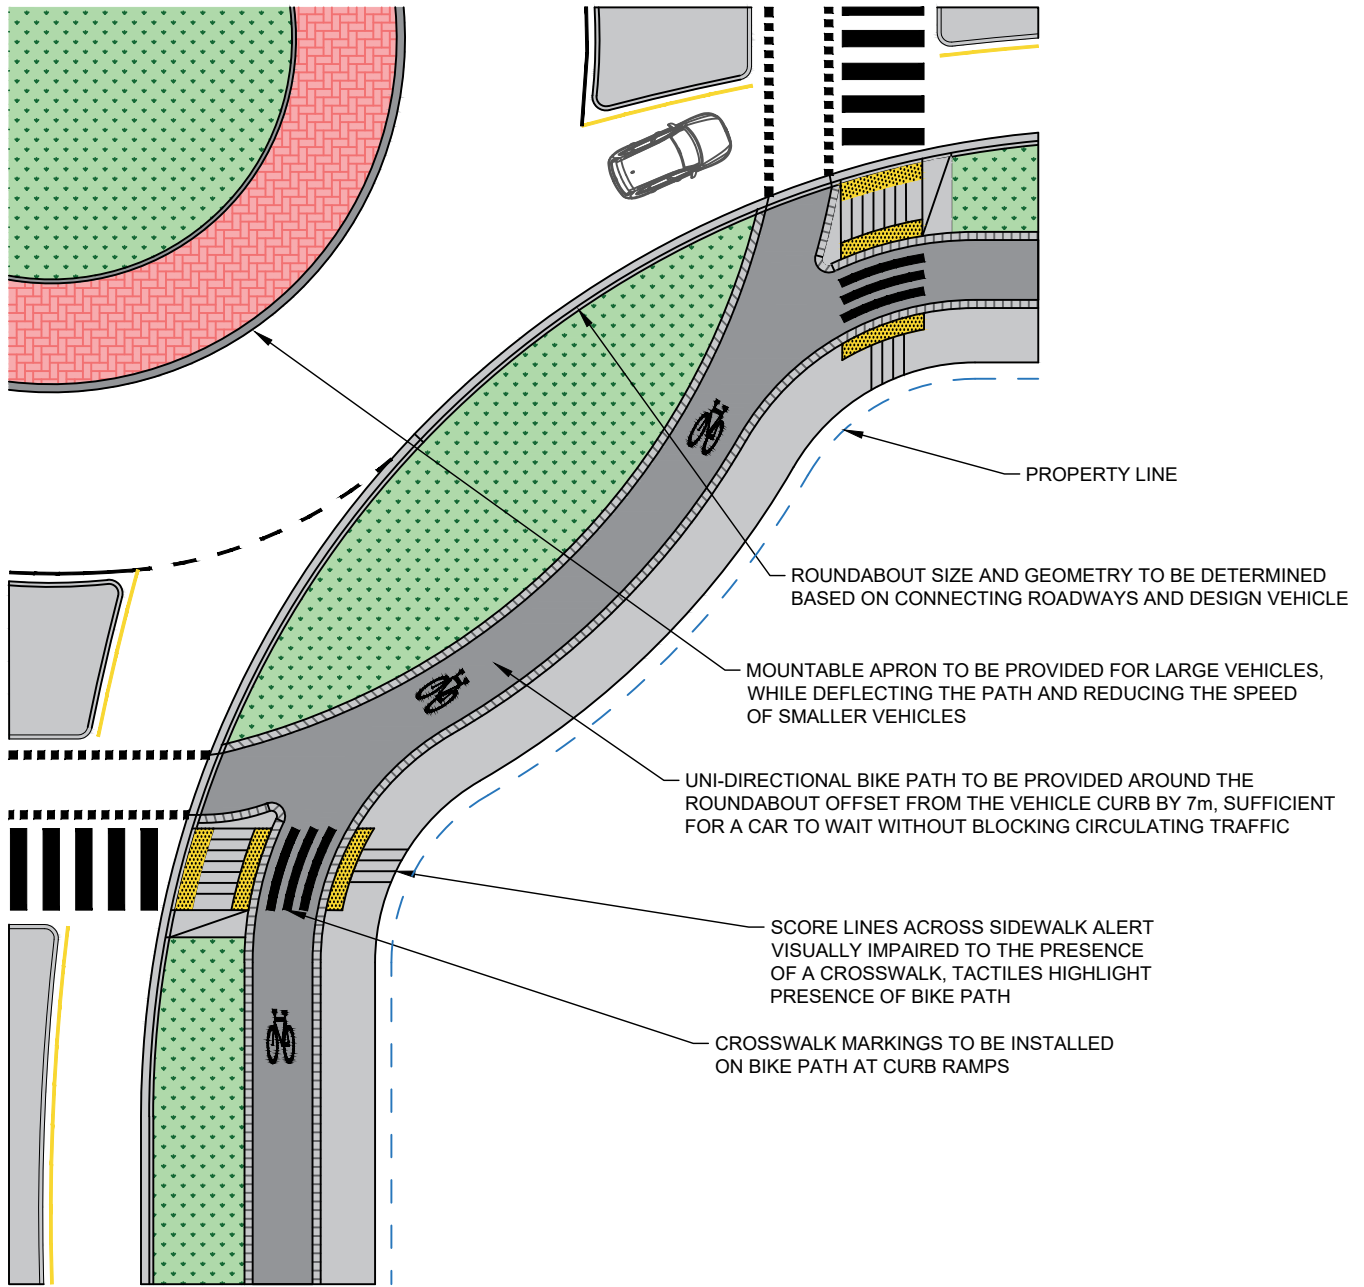 PROPERTY LINE
ROUNDABOUT SIZE AND GEOMETRY TO BE DETERMINED
BASED ON CONNECTING ROADWAYS AND DESIGN VEHICLE
MOUNTABLE APRON TO BE PROVIDED FOR LARGE VEHICLES,
WHILE DEFLECTING THE PATH AND REDUCING THE SPEED
OF SMALLER VEHICLES
UNI-DIRECTIONAL BIKE PATH TO BE PROVIDED AROUND THE
ROUNDABOUT OFFSET FROM THE VEHICLE CURB BY 7m, SUFFICIENT
FOR A CAR TO WAIT WITHOUT BLOCKING CIRCULATING TRAFFIC
SCORE LINES ACROSS SIDEWALK ALERT
VISUALLY IMPAIRED TO THE PRESENCE
OF A CROSSWALK, TACTILES HIGHLIGHT
PRESENCE OF BIKE PATH
CROSSWALK MARKINGS TO BE INSTALLED
ON BIKE PATH AT CURB RAMPS